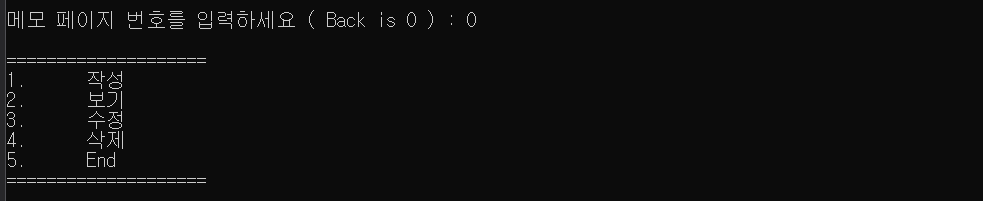 메모 페이지 번호를 입력하세요 ( Back is 0 ) : 0
====================
1. 작성
2. 보기
3. 수정
4. 삭제
5. End
====================